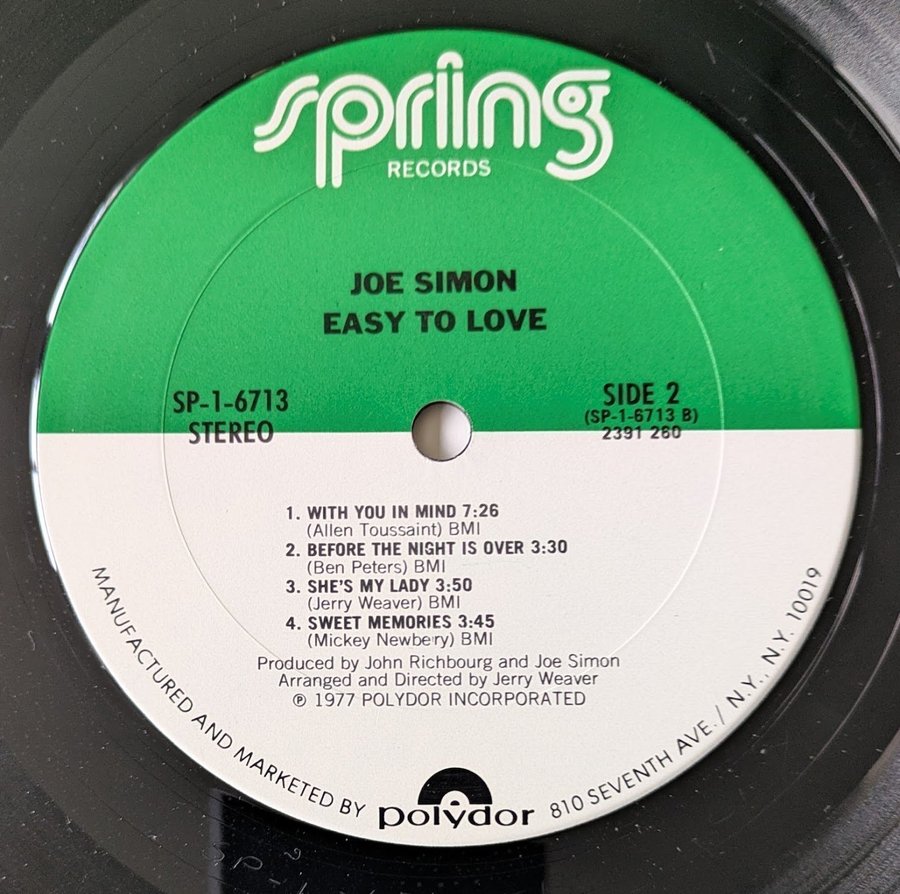 spring
RECORDS
JOE SIMON
EASY TO LOVE
SP-1-6713
STEREO
SIDE 2
(SP-1-6713 B)
2391 260
1. WITH YOU IN MIND 7:26
(Allen Toussaint) BMI
2. BEFORE THE NIGHT IS OVER 3:30
(Ben Peters) BMI
3. SHE'S MY LADY 3:50
(Jerry Weaver) BMI
4. SWEET MEMORIES 3:45
(Mickey Newbery) BMI
Produced by John Richbourg and Joe Simon
Arranged and Directed by Jerry Weaver
℗ 1977 POLYDOR INCORPORATED
MANUFACTURED AND MARKETED BY polydor 810 SEVENTH AVE. / N.Y., N.Y. 10019